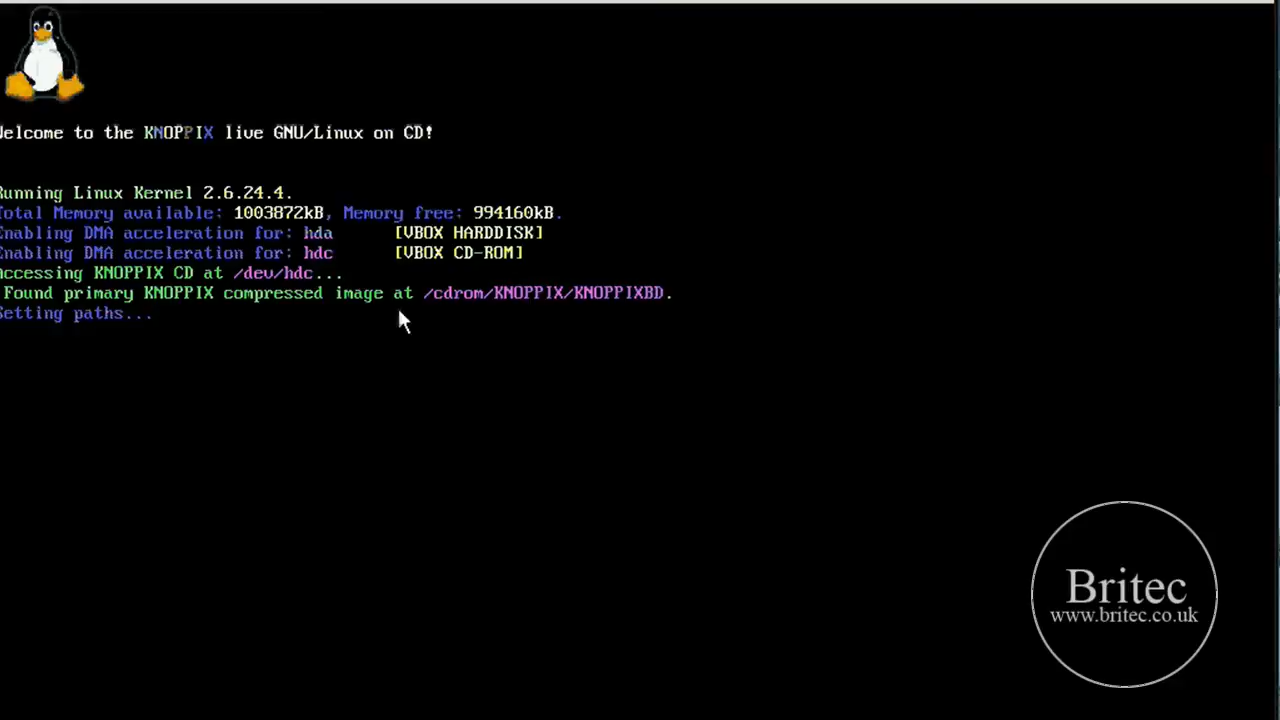 elcome to the KNOPPIX live GNU/Linux on CD!
Running Linux Kernel 2.6.24.4.
Total Memory available: 1003872kB, Memory free: 994160kB.
Enabling DMA acceleration for: hda [VBOX HARDDISK]
Enabling DMA acceleration for: hdc [VBOX CD-ROM]
Accessing KNOPPIX CD at /dev/hdc...
Found primary KNOPPIX compressed image at /cdrom/KNOPPIX/KNOPPIXBD.
Setting paths...
Britec
www.britec.co.uk